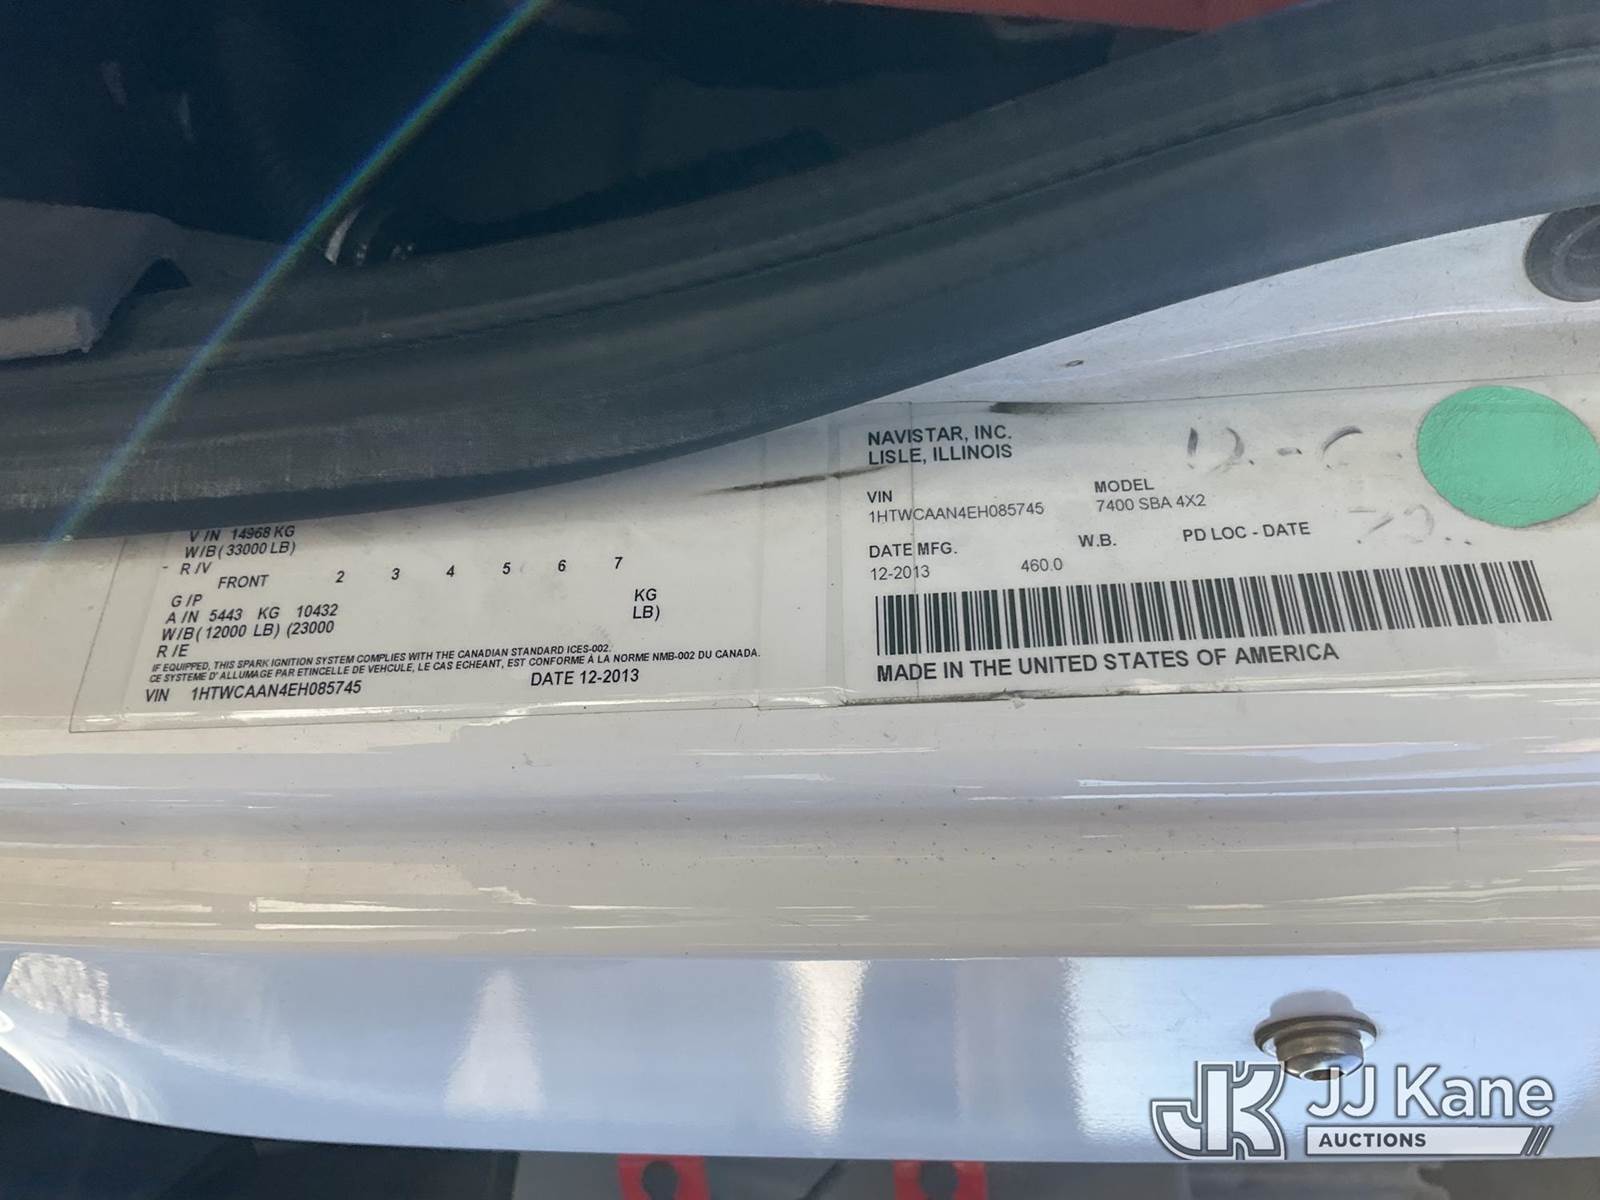 V/N 14968 KG
W/B(33000 LB)
- R/V
FRONT 2 3 4 5 6 7
G/P
A/N 5443 KG 10432 KG
W/B(12000 LB) (23000 LB)
R/E
IF EQUIPPED, THIS SPARK IGNITION SYSTEM COMPLIES WITH THE CANADIAN STANDARD ICES-002.
CE SYSTEME D'ALLUMAGE PAR ETINCELLE DE VEHCULE, LE CAS ECHEANT, EST CONFORME À LA NORME NMB-002 DU CANADA.
VIN 1HTWCAAN4EH085745 DATE 12-2013
NAVISTAR, INC.
LISLE, ILLINOIS
VIN MODEL
1HTWCAAN4EH085745 7400 SBA 4X2
DATE MFG. W.B. PD LOC - DATE
12-2013 460.0
MADE IN THE UNITED STATES OF AMERICA
JK JJ Kane
AUCTIONS